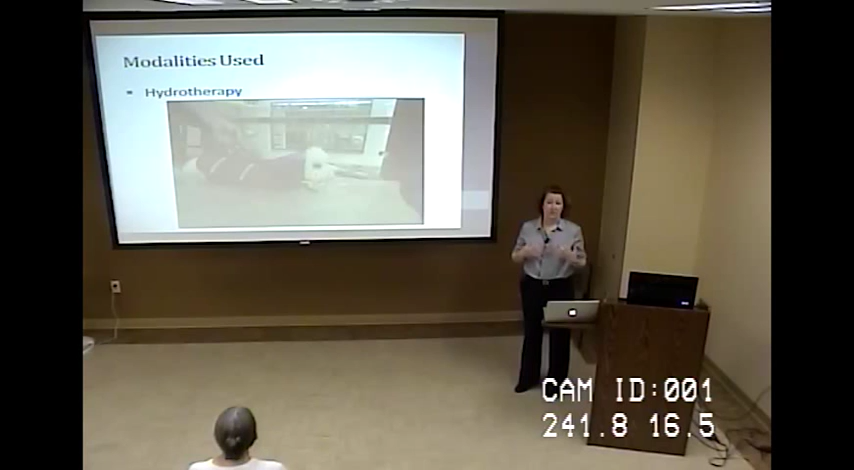 Modalities Used
▪ Hydrotherapy
CAM ID:001
241.8 16.5